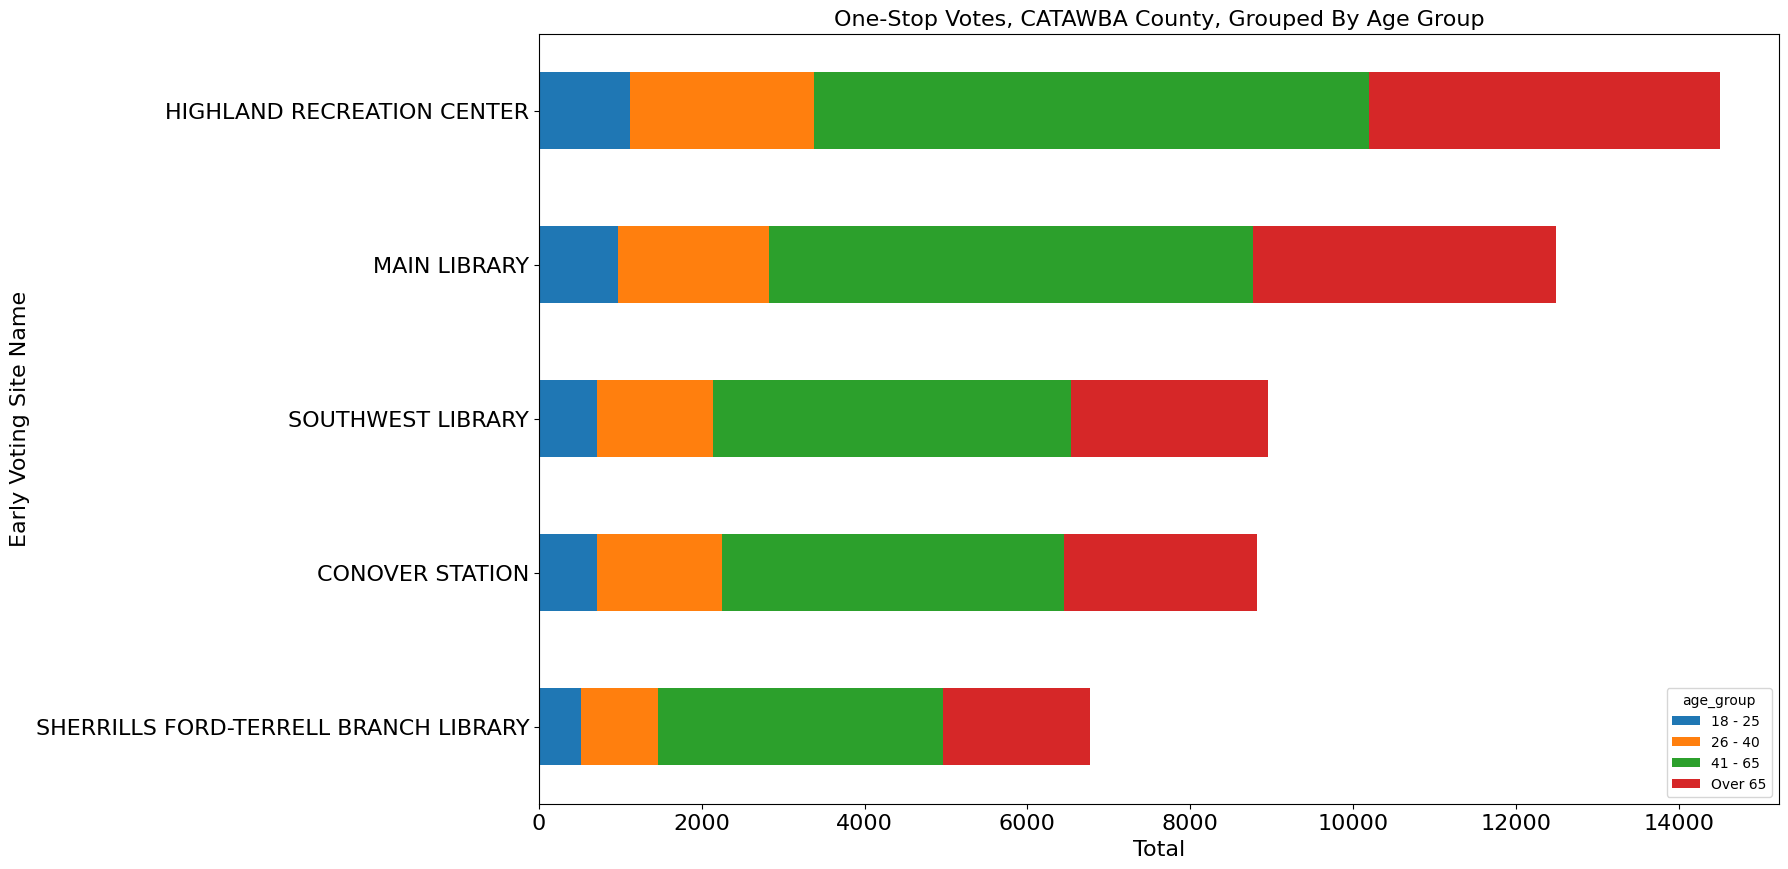 One-Stop Votes, CATAWBA County, Grouped By Age Group
Early Voting Site Name
HIGHLAND RECREATION CENTER
MAIN LIBRARY
SOUTHWEST LIBRARY
CONOVER STATION
SHERRILLS FORD-TERRELL BRANCH LIBRARY
age_group
18 - 25
26 - 40
41 - 65
Over 65
0 2000 4000 6000 8000 10000 12000 14000
Total